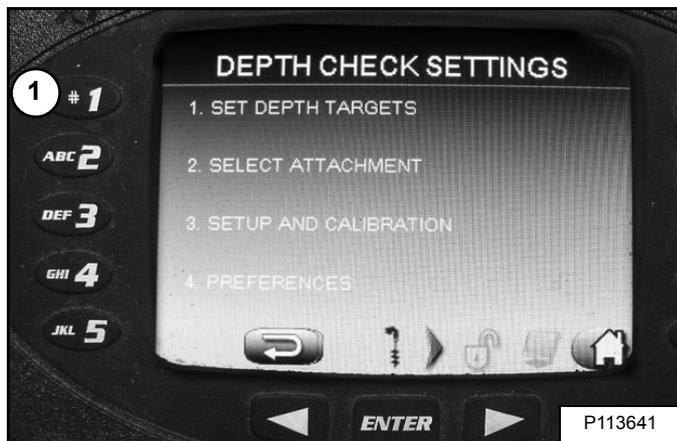 DEPTH CHECK SETTINGS
1
# 1
1. SET DEPTH TARGETS
ABC 2
2. SELECT ATTACHMENT
DEF 3
3. SETUP AND CALIBRATION
GHI 4
4. PREFERENCES
JKL 5
ENTER
P113641